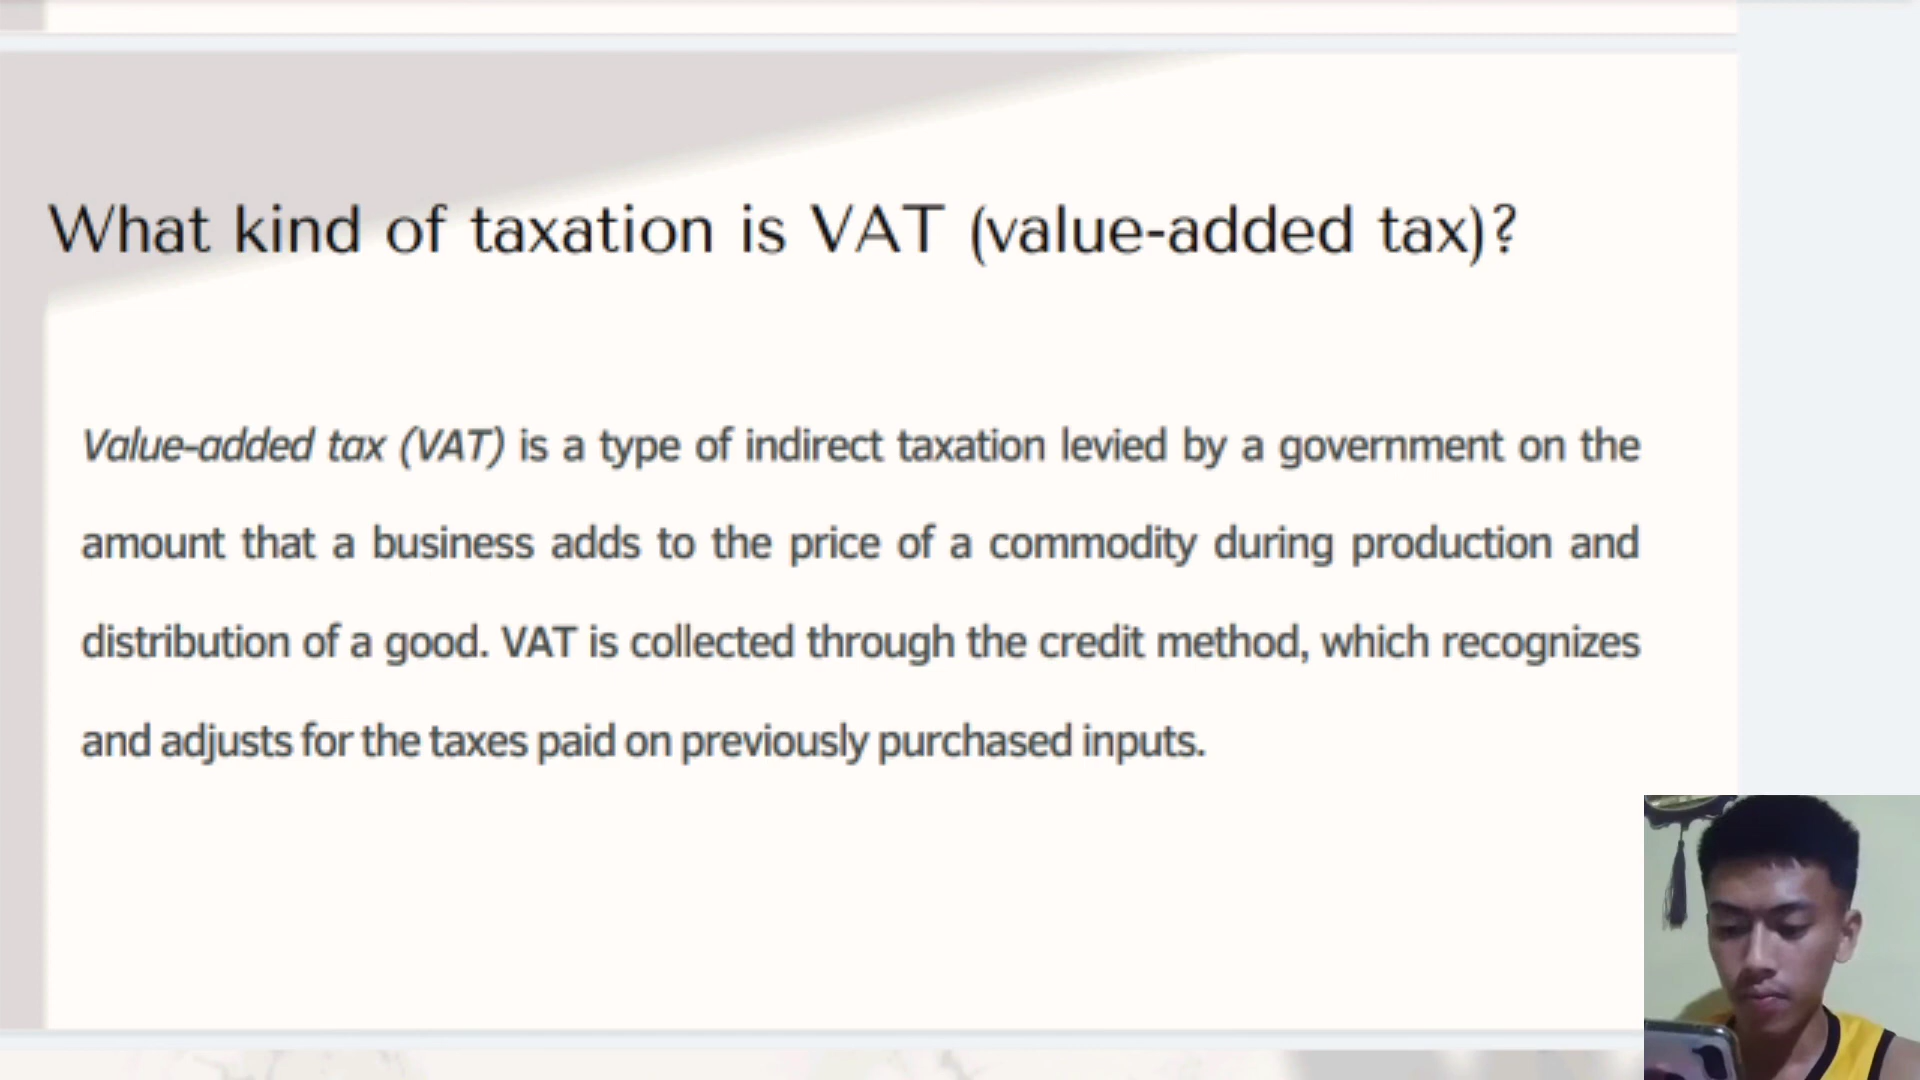 What kind of taxation is VAT (value-added tax)?
Value-added tax (VAT) is a type of indirect taxation levied by a government on the
amount that a business adds to the price of a commodity during production and
distribution of a good. VAT is collected through the credit method, which recognizes
and adjusts for the taxes paid on previously purchased inputs.